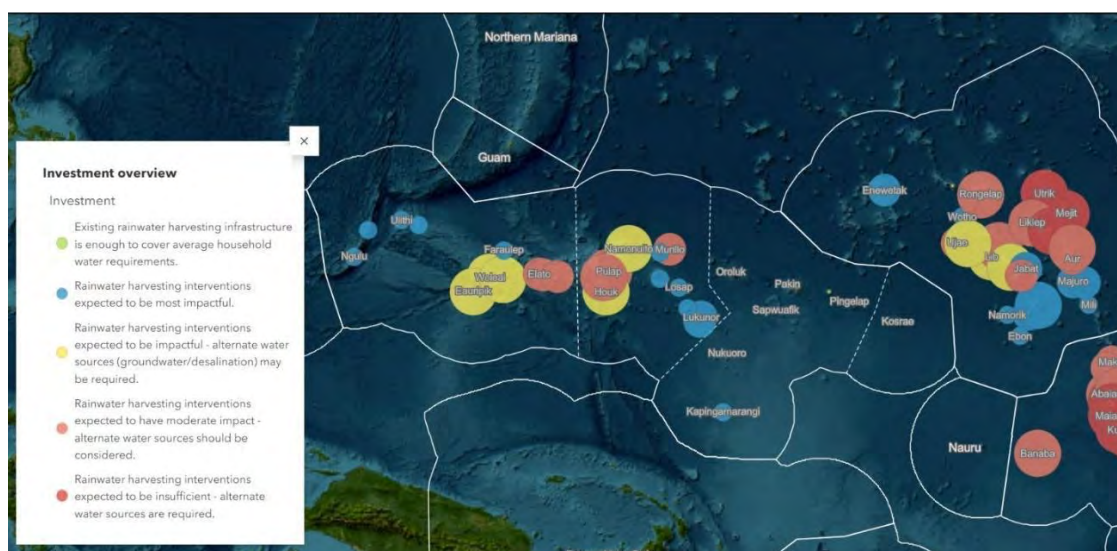 ×
Investment overview
Investment
Existing rainwater harvesting infrastructure
is enough to cover average household
water requirements.
Rainwater harvesting interventions
expected to be most impactful.
Rainwater harvesting interventions
expected to be impactful - alternate water
sources (groundwater/desalination) may
be required.
Rainwater harvesting interventions
expected to have moderate impact -
alternate water sources should be
considered.
Rainwater harvesting interventions
expected to be insufficient - alternate
water sources are required.
Northern Mariana
Guam
Ulithi
Ngulu
Faraulep
Woleai
Eauripik
Elato
Namonuito
Murilo
Pulap
Houk
Losap
Lukunor
Oroluk
Pakin
Sapwuafik
Pingelap
Nukuoro
Kapingamarangi
Kosrae
Enewetak
Rongelap
Utrik
Wotho
Likiep
Mejit
Ujae
Aur
Jabat
Majuro
Namorik
Mili
Ebon
Nauru
Banaba
Mak
Abaia
Maia